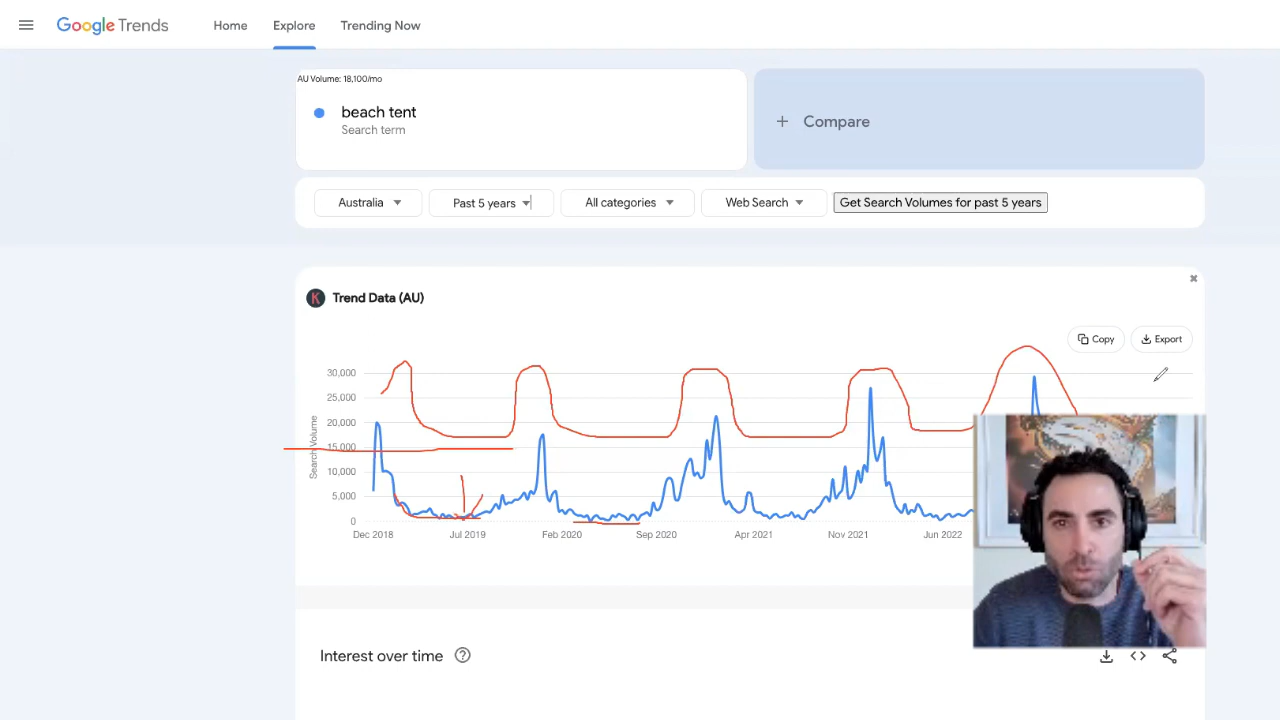 Google Trends
Home
Explore
Trending Now
AU Volume: 18,100/mo
beach tent
Search term
+ Compare
Australia
Past 5 years
All categories
Web Search
Get Search Volumes for past 5 years
K
Trend Data (AU)
Copy
Export
Search Volume
30,000
25,000
20,000
15,000
10,000
5,000
0
Dec 2018
Jul 2019
Feb 2020
Sep 2020
Apr 2021
Nov 2021
Jun 2022
Interest over time